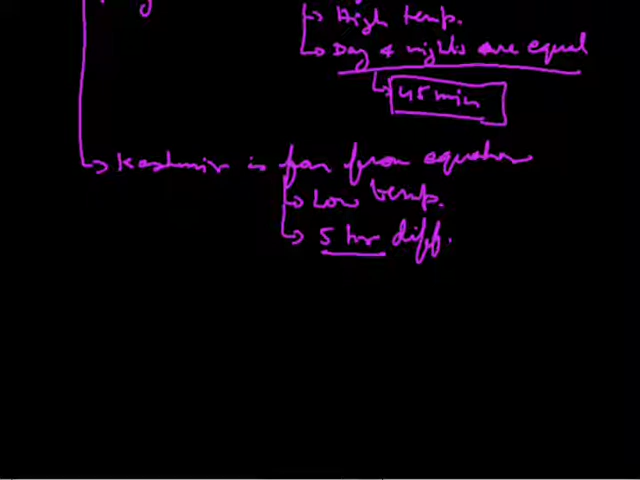 High temp.
Day & nights are equal
45 min
Kashmir is far from equator
Low temp.
5 hr diff.